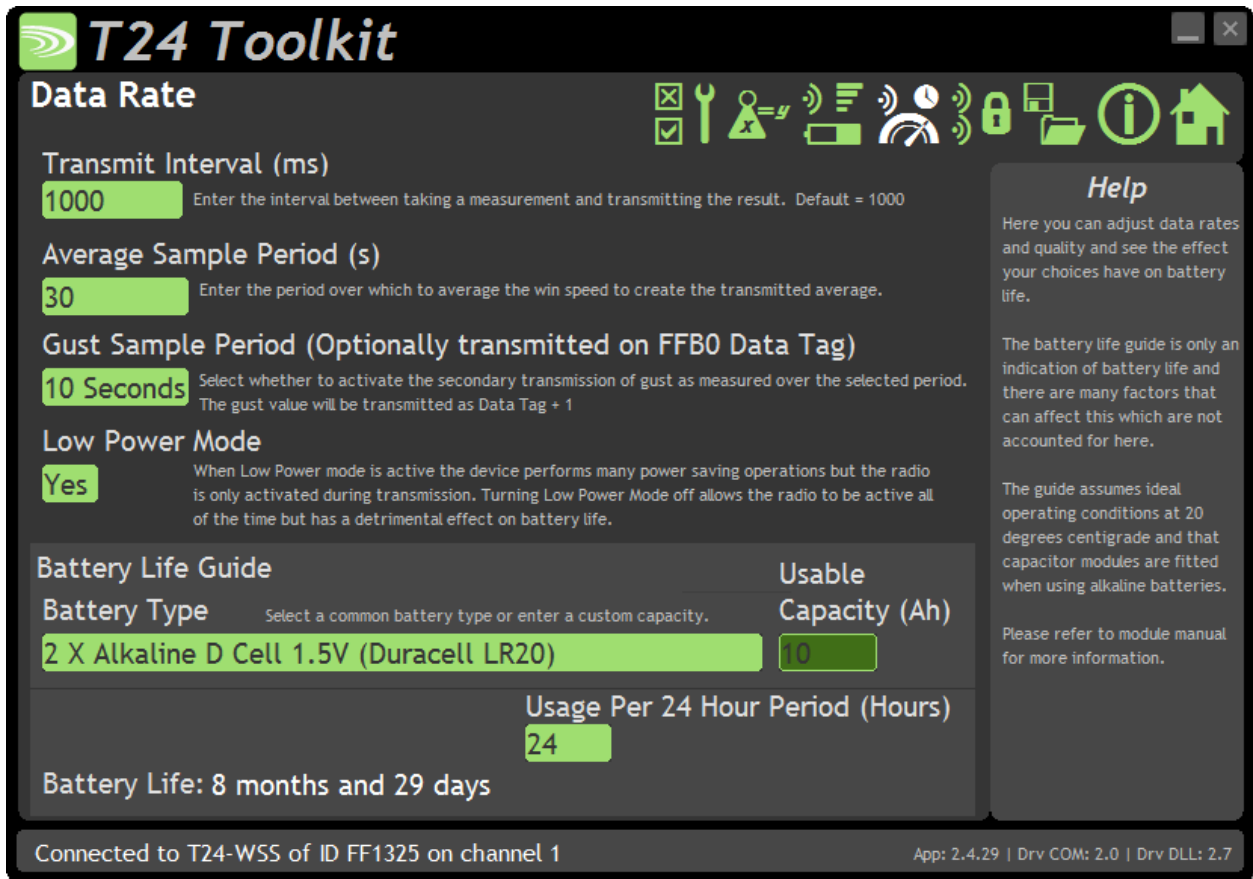 T24 Toolkit
Data Rate
x=y
Transmit Interval (ms)
1000
Enter the interval between taking a measurement and transmitting the result. Default = 1000
Average Sample Period (s)
30
Enter the period over which to average the win speed to create the transmitted average.
Gust Sample Period (Optionally transmitted on FFB0 Data Tag)
10 Seconds
Select whether to activate the secondary transmission of gust as measured over the selected period.
The gust value will be transmitted as Data Tag + 1
Low Power Mode
Yes
When Low Power mode is active the device performs many power saving operations but the radio
is only activated during transmission. Turning Low Power Mode off allows the radio to be active all
of the time but has a detrimental effect on battery life.
Battery Life Guide
Usable
Battery Type
Select a common battery type or enter a custom capacity.
Capacity (Ah)
2 X Alkaline D Cell 1.5V (Duracell LR20)
10
Usage Per 24 Hour Period (Hours)
24
Battery Life: 8 months and 29 days
Help
Here you can adjust data rates
and quality and see the effect
your choices have on battery
life.
The battery life guide is only an
indication of battery life and
there are many factors that
can affect this which are not
accounted for here.
The guide assumes ideal
operating conditions at 20
degrees centigrade and that
capacitor modules are fitted
when using alkaline batteries.
Please refer to module manual
for more information.
Connected to T24-WSS of ID FF1325 on channel 1
App: 2.4.29 | Drv COM: 2.0 | Drv DLL: 2.7